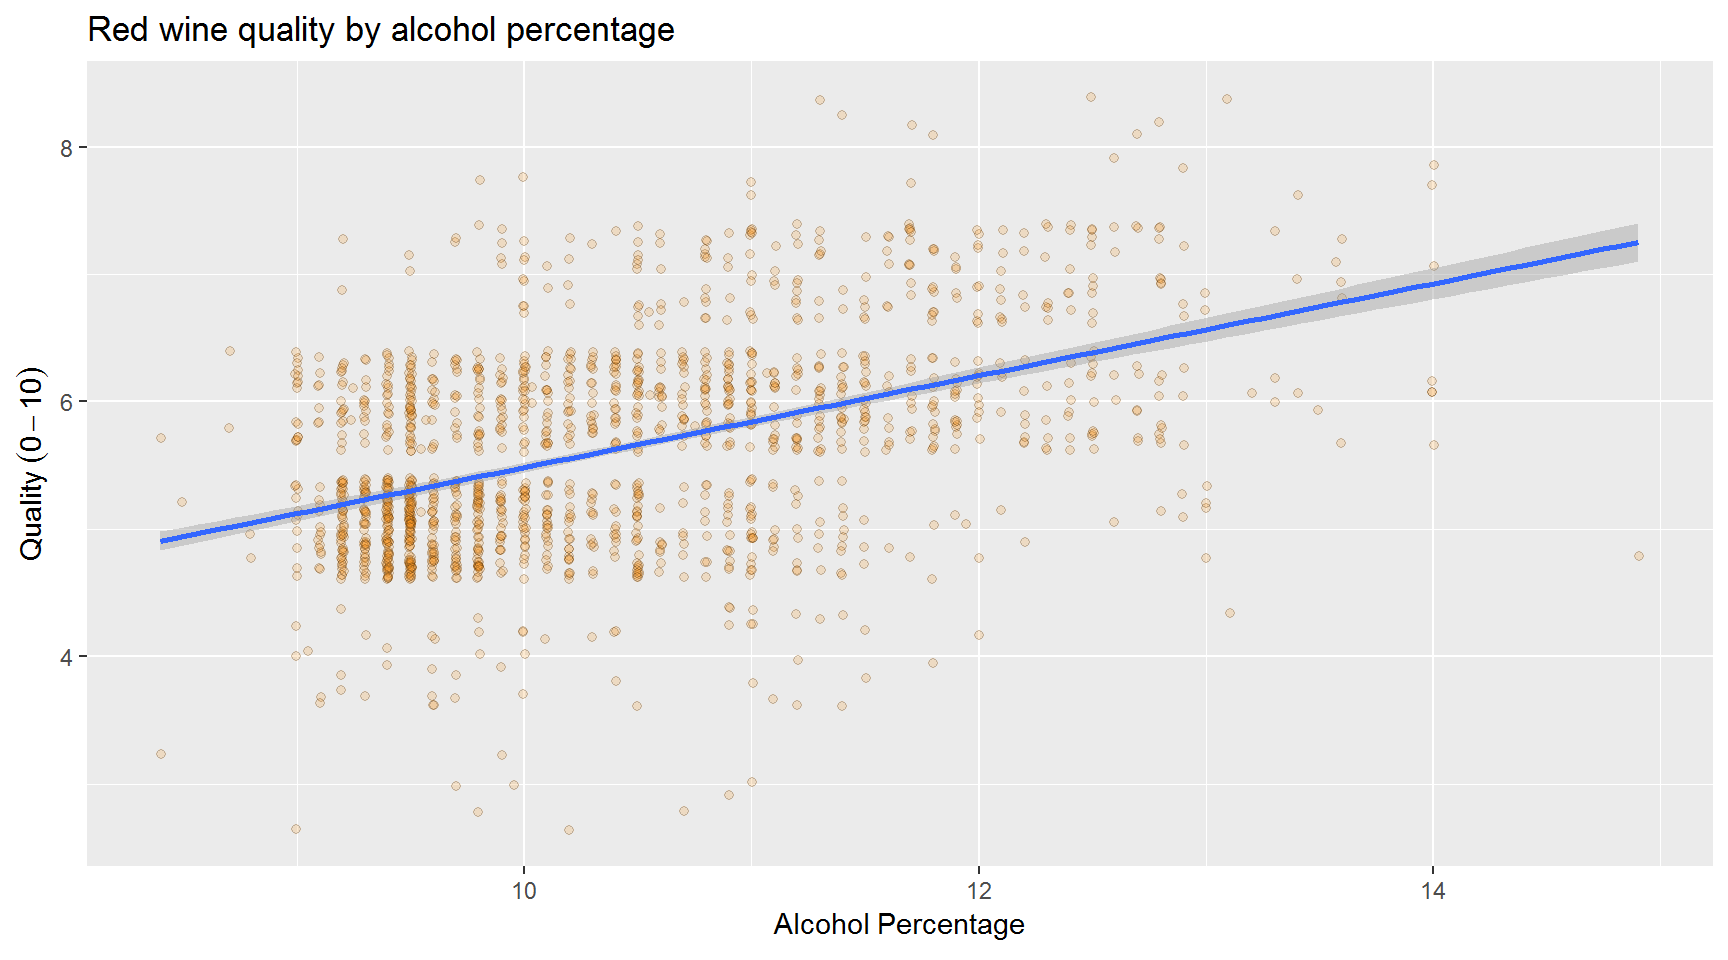 Red wine quality by alcohol percentage
8
6
4
Quality (0−10)
10
12
14
Alcohol Percentage